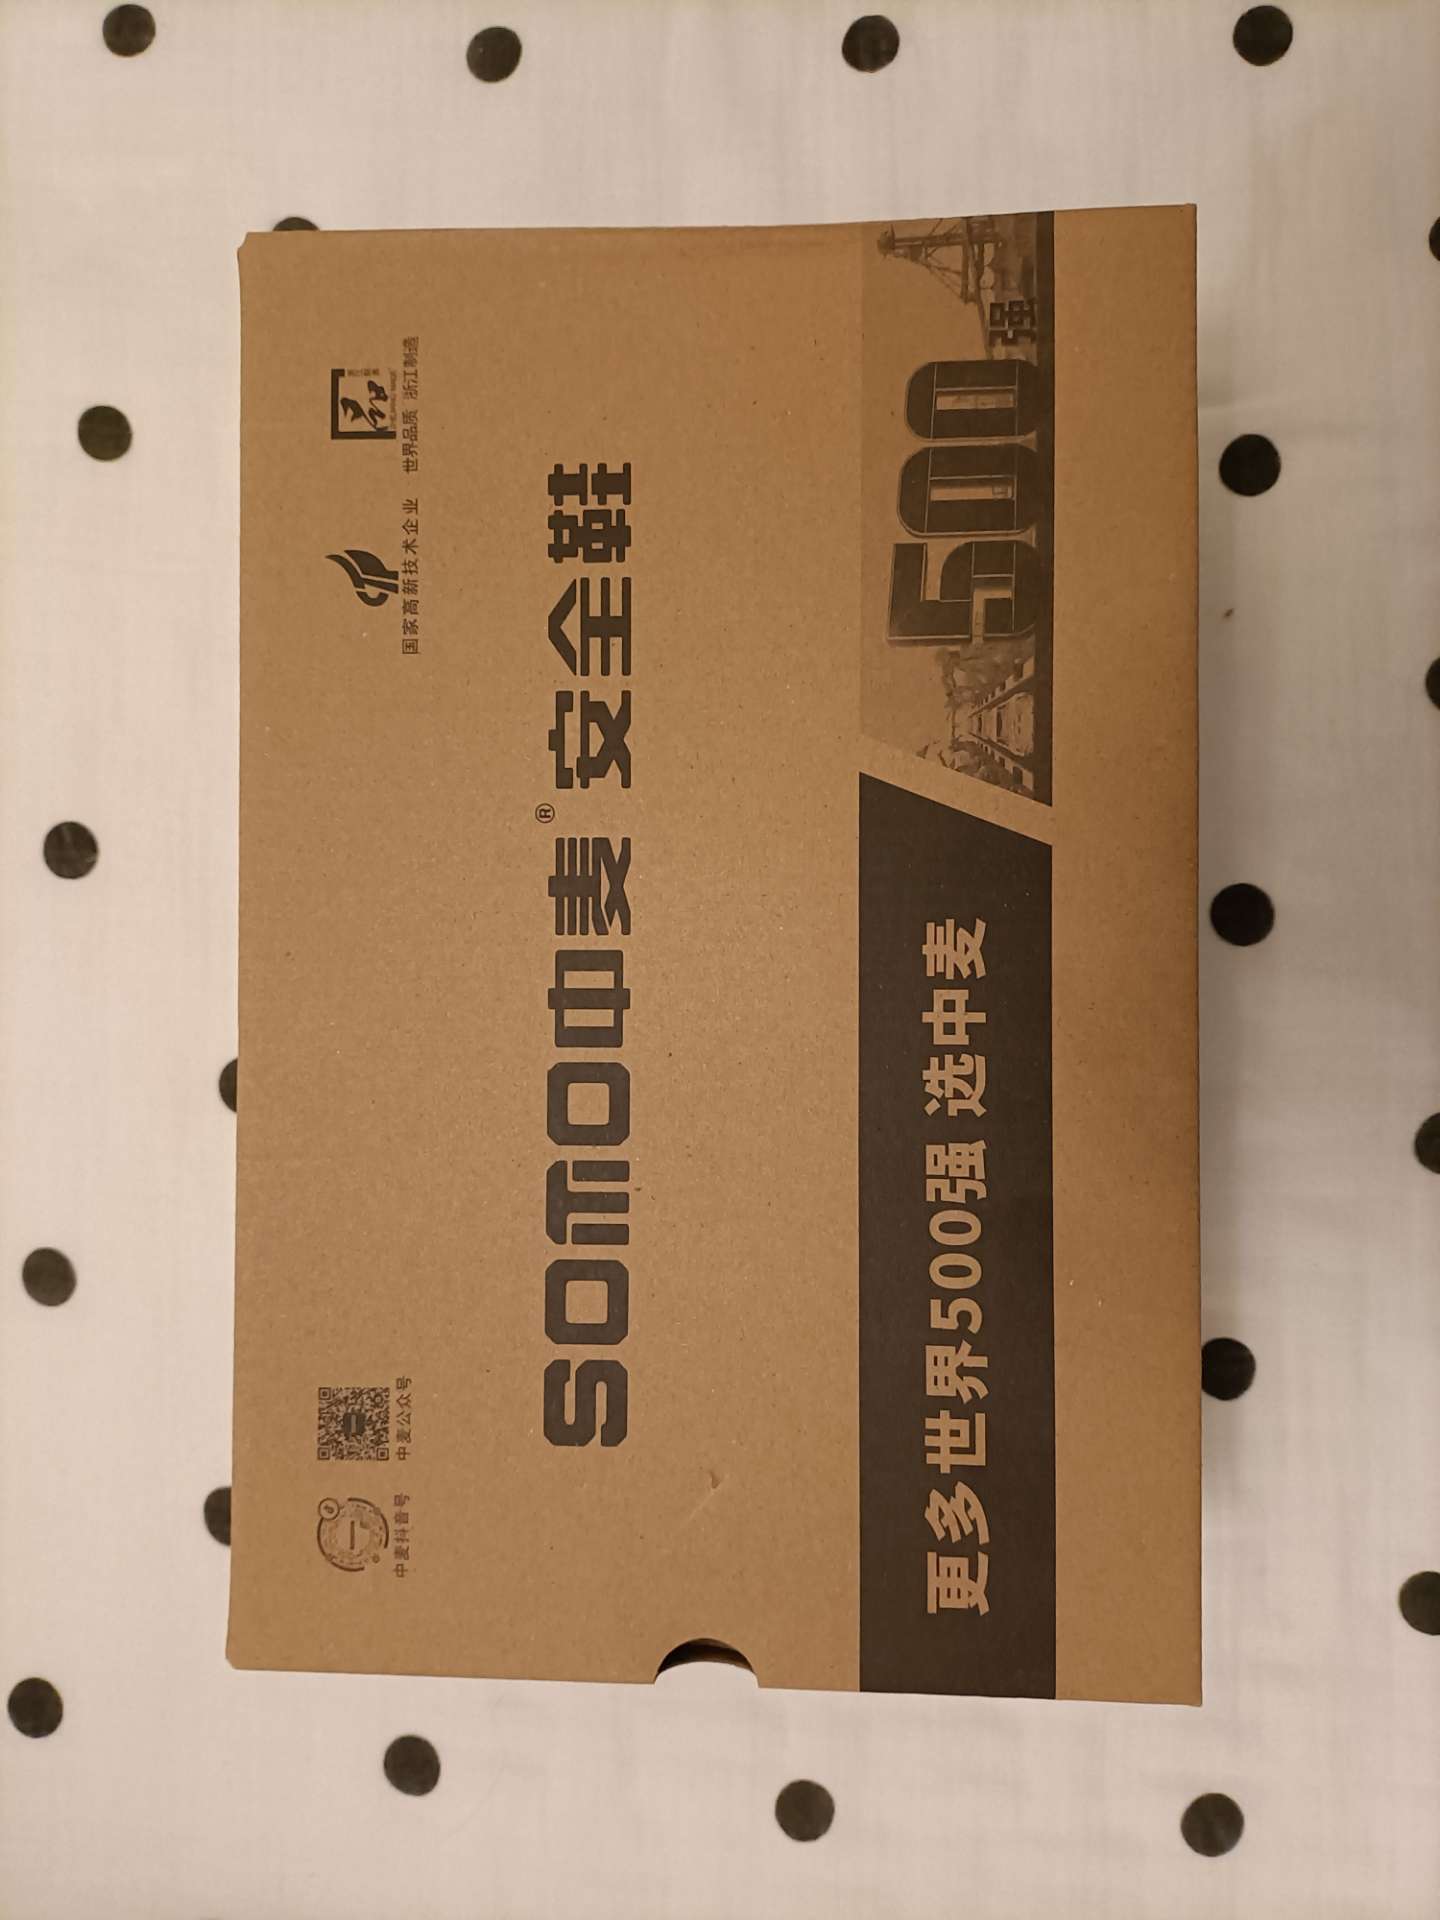 中麦抖音号
中麦公众号
国家高新技术企业
世界品质 浙江制造
SOMO中麦® 安全鞋
更多世界500强 选中麦
500强